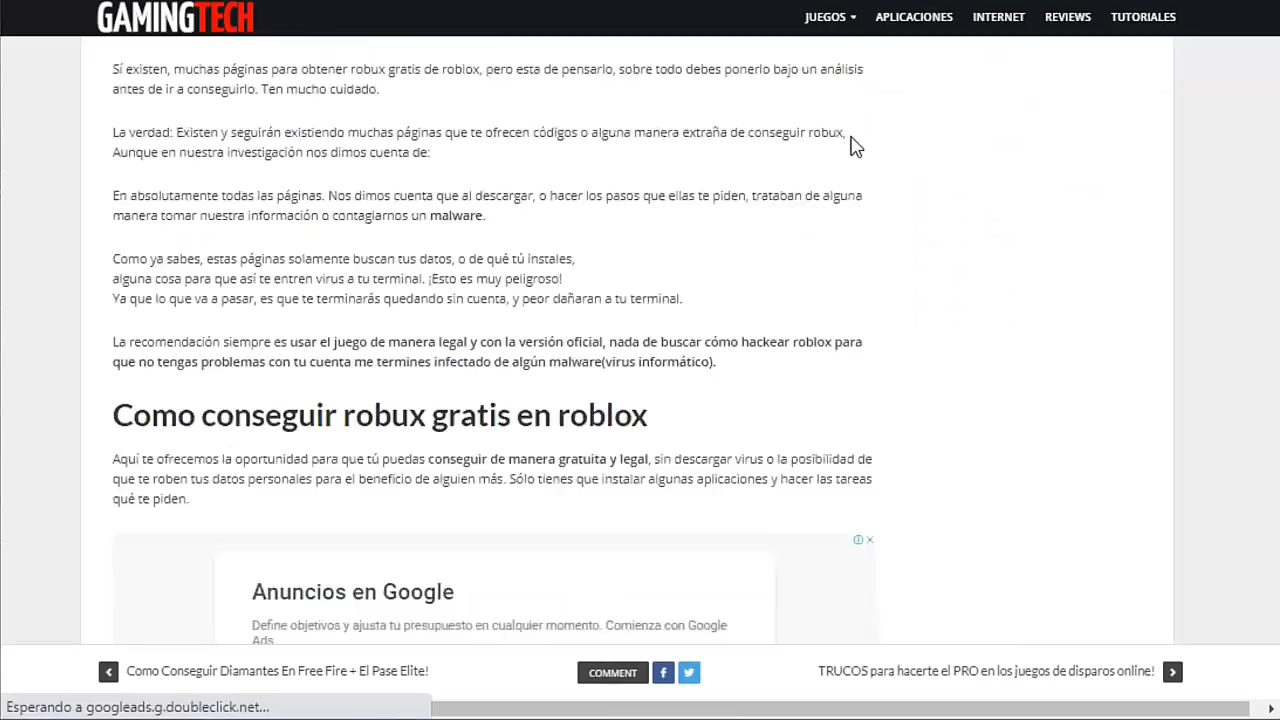 GAMINGTECH
JUEGOS APLICACIONES INTERNET REVIEWS TUTORIALES
Sí existen, muchas páginas para obtener robux gratis de roblox, pero esta de pensarlo, sobre todo debes ponerlo bajo un análisis
antes de ir a conseguirlo. Ten mucho cuidado.
La verdad: Existen y seguirán existiendo muchas páginas que te ofrecen códigos o alguna manera extraña de conseguir robux,
Aunque en nuestra investigación nos dimos cuenta de:
En absolutamente todas las páginas. Nos dimos cuenta que al descargar, o hacer los pasos que ellas te piden, trataban de alguna
manera tomar nuestra información o contagiarnos un malware.
Como ya sabes, estas páginas solamente buscan tus datos, o de qué tú instales,
alguna cosa para que así te entren virus a tu terminal. ¡Esto es muy peligroso!
Ya que lo que va a pasar, es que te terminarás quedando sin cuenta, y peor dañaran a tu terminal.
La recomendación siempre es usar el juego de manera legal y con la versión oficial, nada de buscar cómo hackear roblox para
que no tengas problemas con tu cuenta me termines infectado de algún malware(virus informático).
Como conseguir robux gratis en roblox
Aquí te ofrecemos la oportunidad para que tú puedas conseguir de manera gratuita y legal, sin descargar virus o la posibilidad de
que te roben tus datos personales para el beneficio de alguien más. Sólo tienes que instalar algunas aplicaciones y hacer las tareas
qué te piden.
Anuncios en Google
Define objetivos y ajusta tu presupuesto en cualquier momento. Comienza con Google
Ads.
Como Conseguir Diamantes En Free Fire + El Pase Elite! COMMENT TRUCOS para hacerte el PRO en los juegos de disparos online!
Esperando a googleads.g.doubleclick.net...